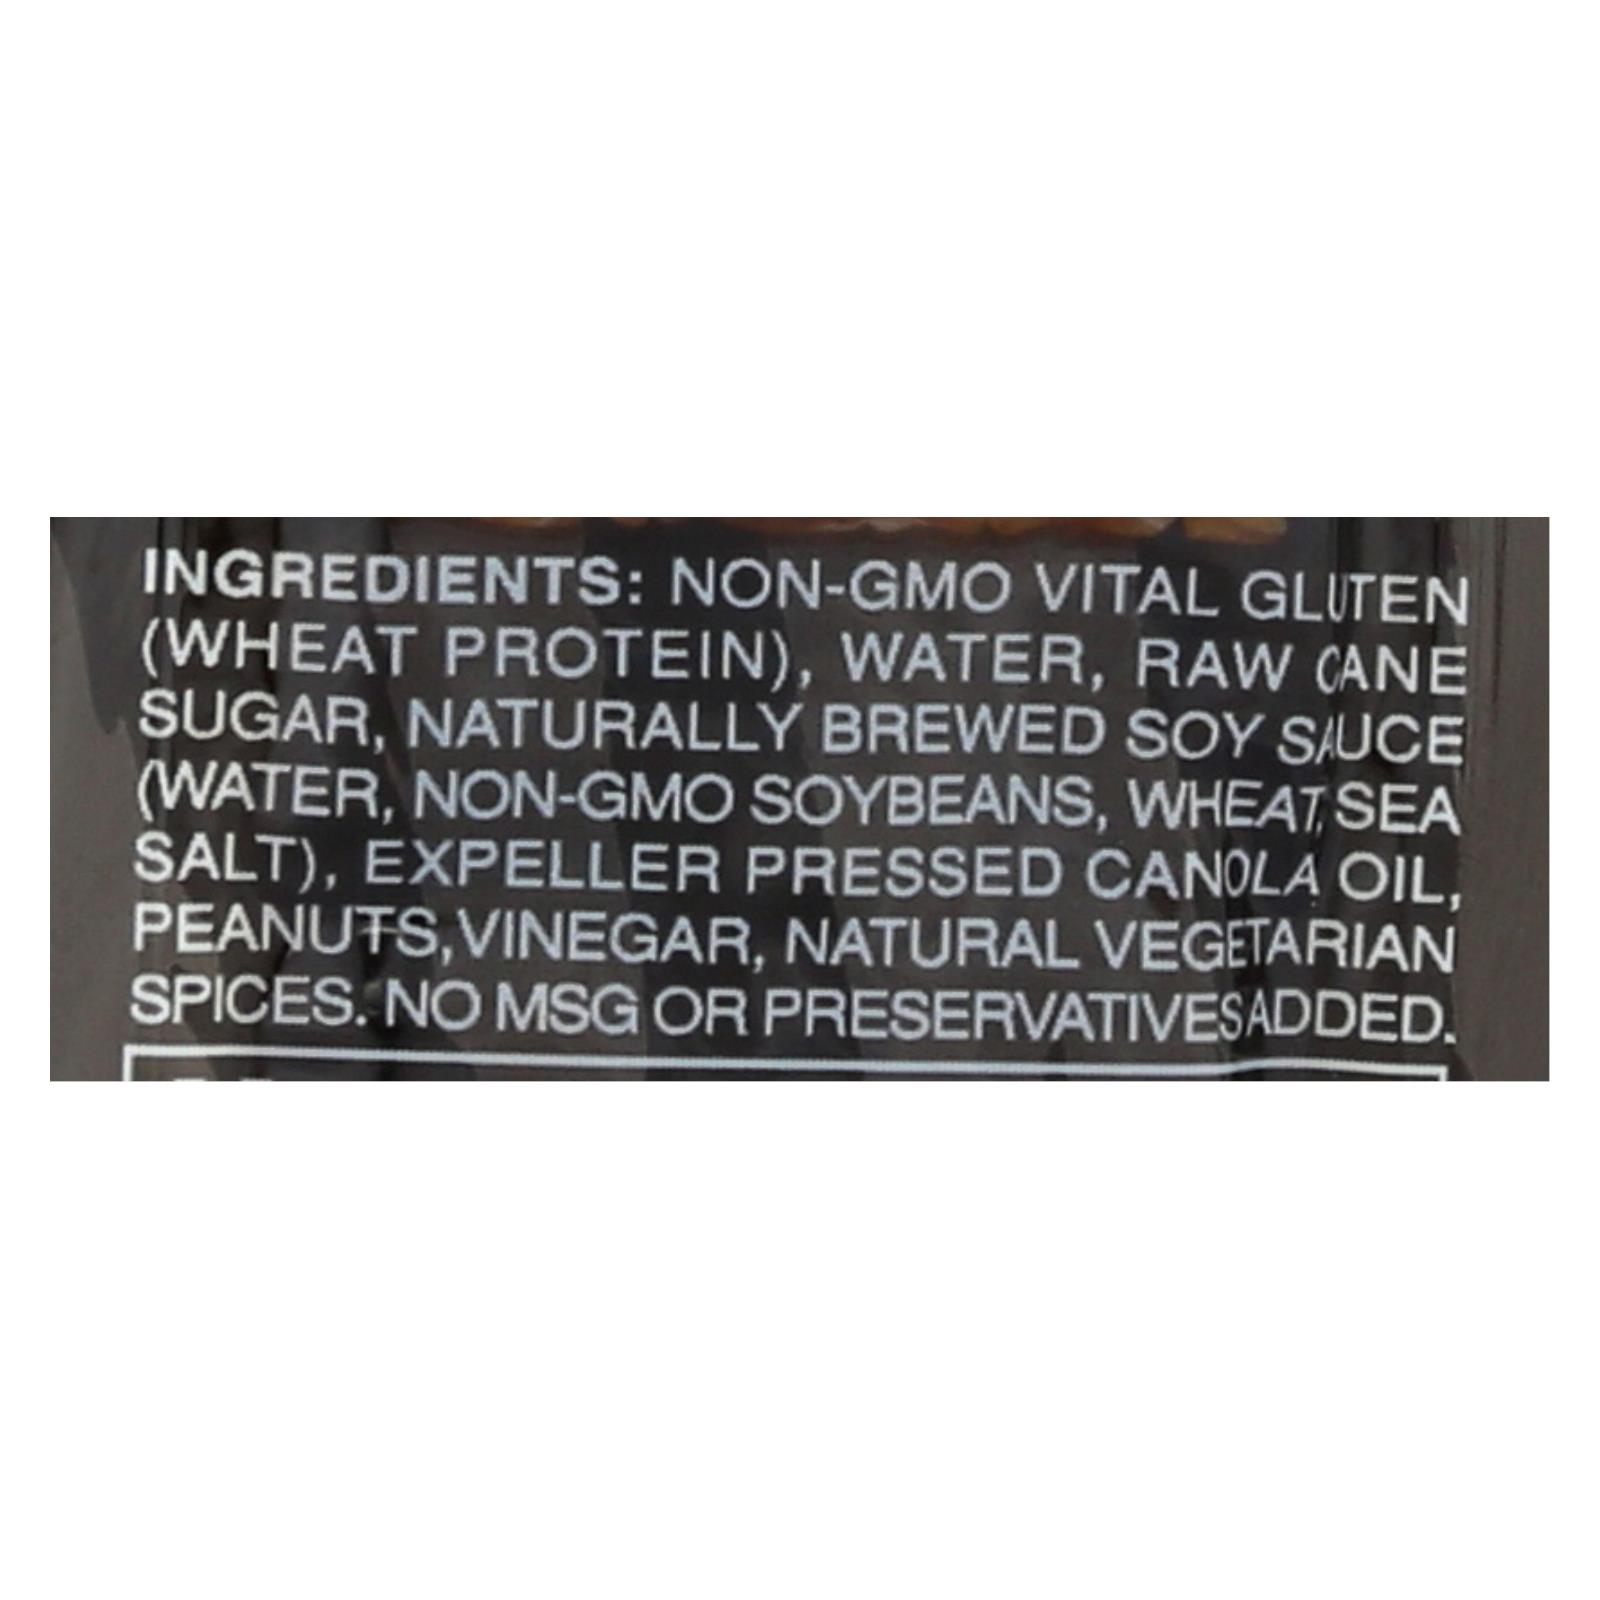 INGREDIENTS: NON-GMO VITAL GLUTEN
(WHEAT PROTEIN), WATER, RAW CANE
SUGAR, NATURALLY BREWED SOY SAUCE
(WATER, NON-GMO SOYBEANS, WHEAT, SEA
SALT), EXPELLER PRESSED CANOLA OIL,
PEANUTS, VINEGAR, NATURAL VEGETARIAN
SPICES. NO MSG OR PRESERVATIVES ADDED.